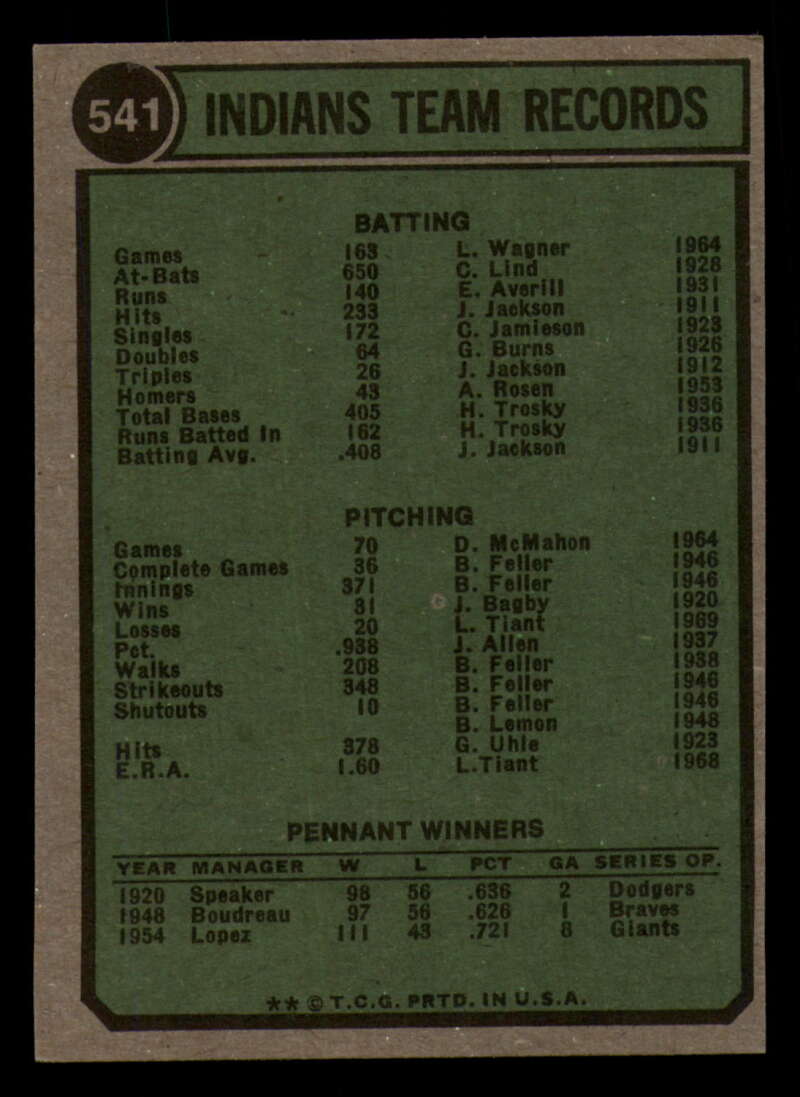 541 INDIANS TEAM RECORDS
BATTING
Games 163 L. Wagner 1964
At-Bats 650 C. Lind 1928
Runs 140 E. Averill 1931
Hits 233 J. Jackson 1911
Singles 172 C. Jamieson 1923
Doubles 64 G. Burns 1926
Triples 26 J. Jackson 1912
Homers 43 A. Rosen 1953
Total Bases 405 H. Trosky 1936
Runs Batted In 162 H. Trosky 1936
Batting Avg. .408 J. Jackson 1911
PITCHING
Games 70 D. McMahon 1964
Complete Games 36 B. Feller 1946
Innings 371 B. Feller 1946
Wins 31 J. Bagby 1920
Losses 20 L. Tiant 1969
Pct. .938 J. Allen 1937
Walks 208 B. Feller 1938
Strikeouts 348 B. Feller 1946
Shutouts 10 B. Feller 1946
B. Lemon 1948
Hits 378 G. Uhle 1923
E.R.A. 1.60 L.Tiant 1968
PENNANT WINNERS
YEAR MANAGER W L PCT GA SERIES OP.
1920 Speaker 98 56 .636 2 Dodgers
1948 Boudreau 97 58 .626 1 Braves
1954 Lopez 111 43 .721 8 Giants
** © T.C.G. PRTD. IN U.S.A.